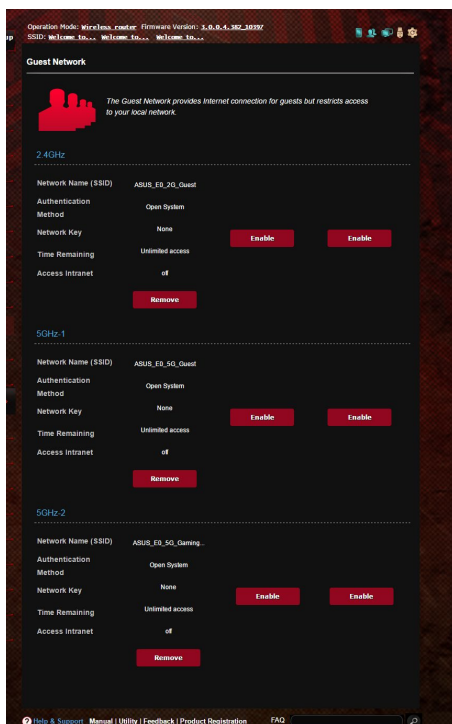 Operation Mode: Wireless router Firmware Version: 3.0.0.4.382_10397
up
SSID: Welcome to... Welcome to... Welcome to...
Guest Network
The Guest Network provides Internet connection for guests but restricts access
to your local network.
2.4GHz
Network Name (SSID) ASUS_E0_2G_Guest
Authentication
Method
Open System
Network Key None
Enable Enable
Time Remaining Unlimited access
Access Intranet off
Remove
5GHz-1
Network Name (SSID) ASUS_E0_5G_Guest
Authentication
Method
Open System
Network Key None
Enable Enable
Time Remaining Unlimited access
Access Intranet off
Remove
5GHz-2
Network Name (SSID) ASUS_E0_5G_Gaming...
Authentication
Method
Open System
Network Key None
Enable Enable
Time Remaining Unlimited access
Access Intranet off
Remove
Help & Support Manual | Utility | Feedback | Product Registration FAQ